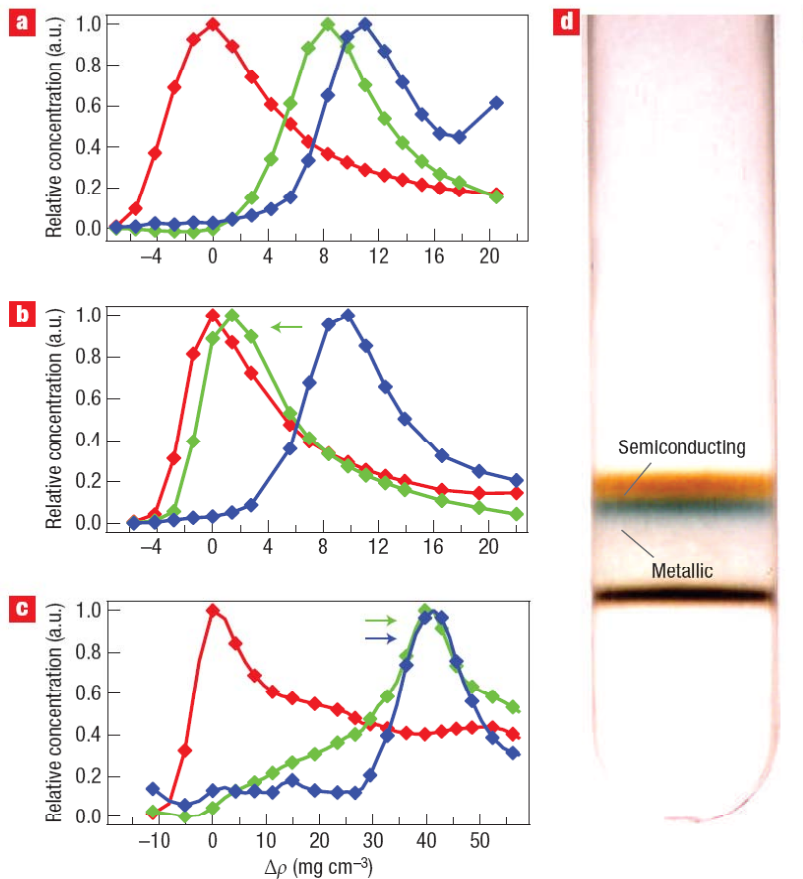 a
Relative concentration (a.u.)
1.0
0.8
0.6
0.4
0.2
0.0
−4 0 4 8 12 16 20
b
Relative concentration (a.u.)
1.0
0.8
0.6
0.4
0.2
0.0
−4 0 4 8 12 16 20
c
Relative concentration (a.u.)
1.0
0.8
0.6
0.4
0.2
0.0
−10 0 10 20 30 40 50
Δρ (mg cm⁻³)
d
Semiconducting
Metallic